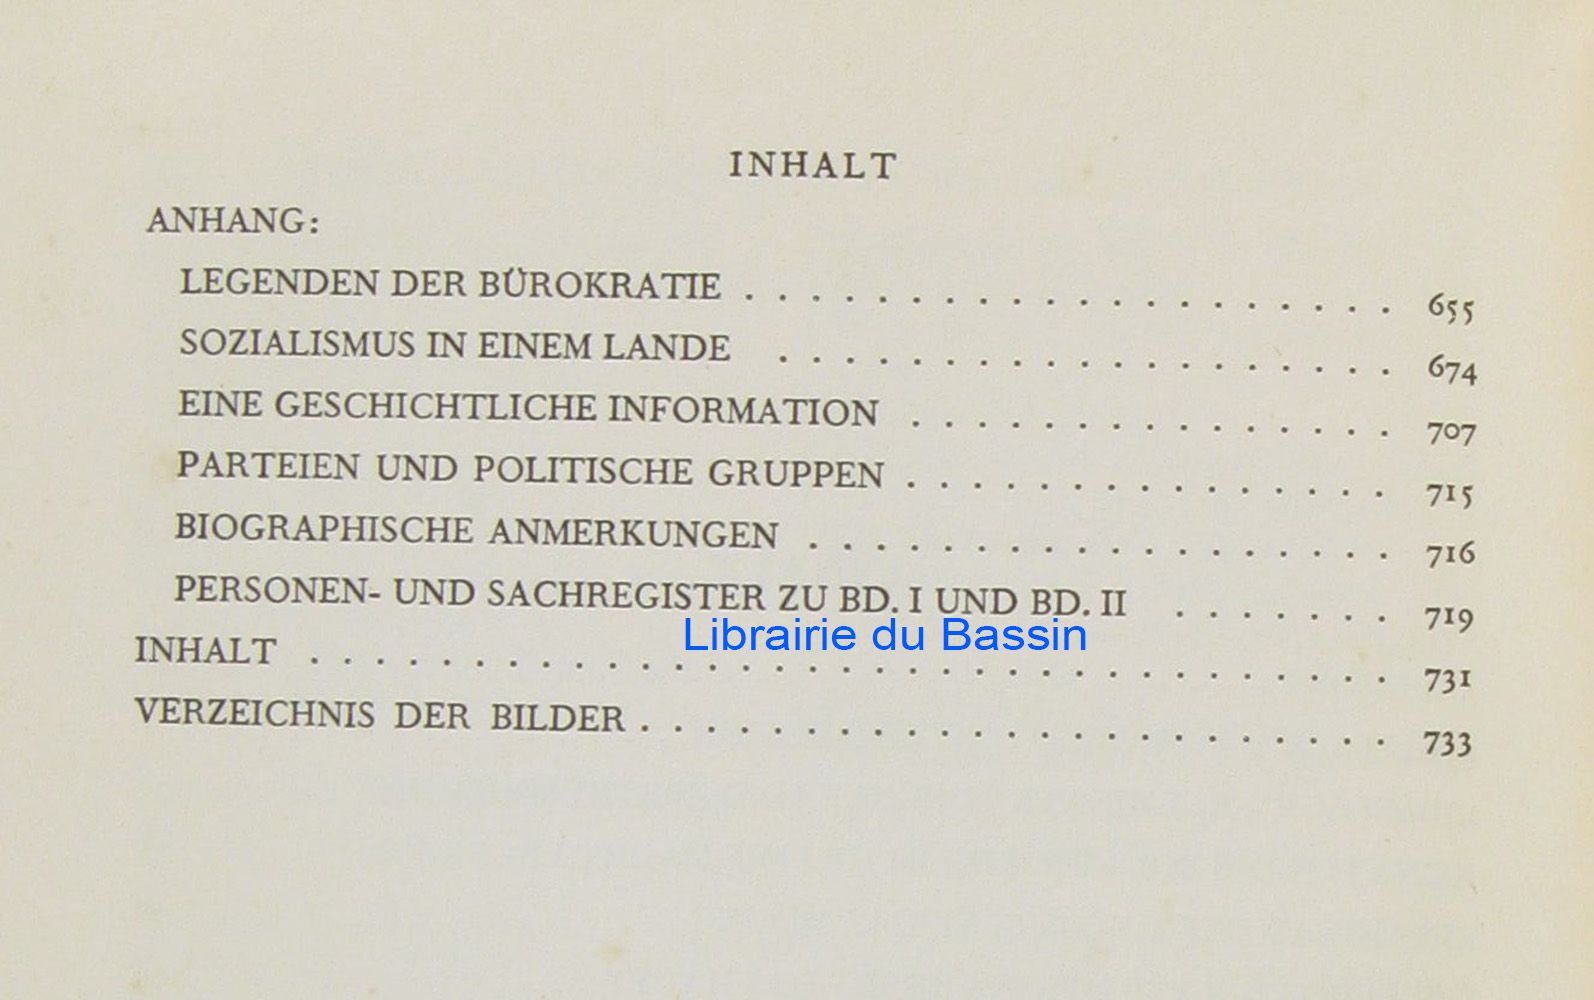 INHALT
ANHANG:
LEGENDEN DER BÜROKRATIE . . . . . . . . . . . . . . . . . . . . 655
SOZIALISMUS IN EINEM LANDE . . . . . . . . . . . . . . . . . . . 674
EINE GESCHICHTLICHE INFORMATION . . . . . . . . . . . . . . . 707
PARTEIEN UND POLITISCHE GRUPPEN . . . . . . . . . . . . . . . 715
BIOGRAPHISCHE ANMERKUNGEN . . . . . . . . . . . . . . . . . . 716
PERSONEN- UND SACHREGISTER ZU BD. I UND BD. II . . . . . . . 719
Librairie du Bassin
INHALT . . . . . . . . . . . . . . . . . . . . . . . . . . . . . . . . . 731
VERZEICHNIS DER BILDER . . . . . . . . . . . . . . . . . . . . . . . 733